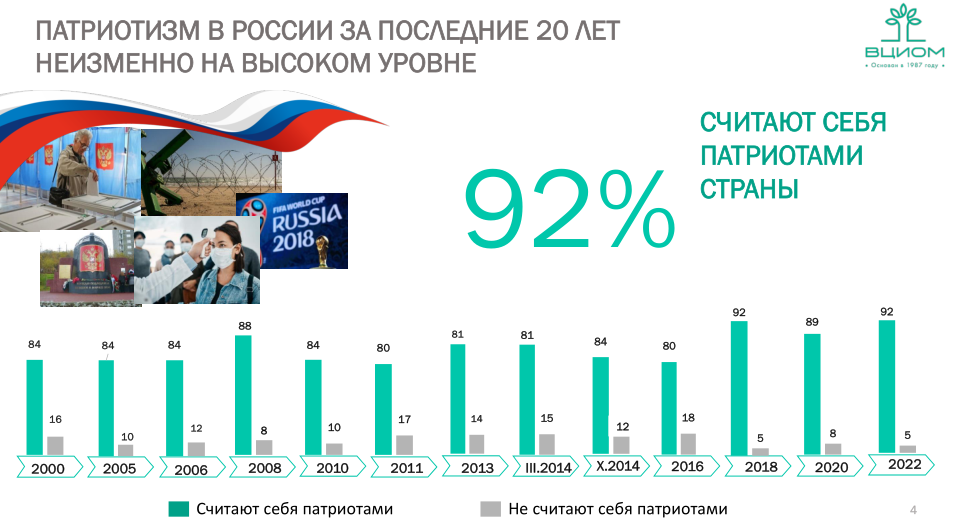 ПАТРИОТИЗМ В РОССИИ ЗА ПОСЛЕДНИЕ 20 ЛЕТ
НЕИЗМЕННО НА ВЫСОКОМ УРОВНЕ
ВЦИОМ
• Основан в 1987 году •
СЧИТАЮТ СЕБЯ
ПАТРИОТАМИ
СТРАНЫ
92%
FIFA WORLD CUP
RUSSIA
2018
84 84 84 88 84 80 81 81 84 80 92 89 92
16 10 12 8 10 17 14 15 12 18 5 8 5
2000 2005 2006 2008 2010 2011 2013 III.2014 X.2014 2016 2018 2020 2022
Считают себя патриотами Не считают себя патриотами
4